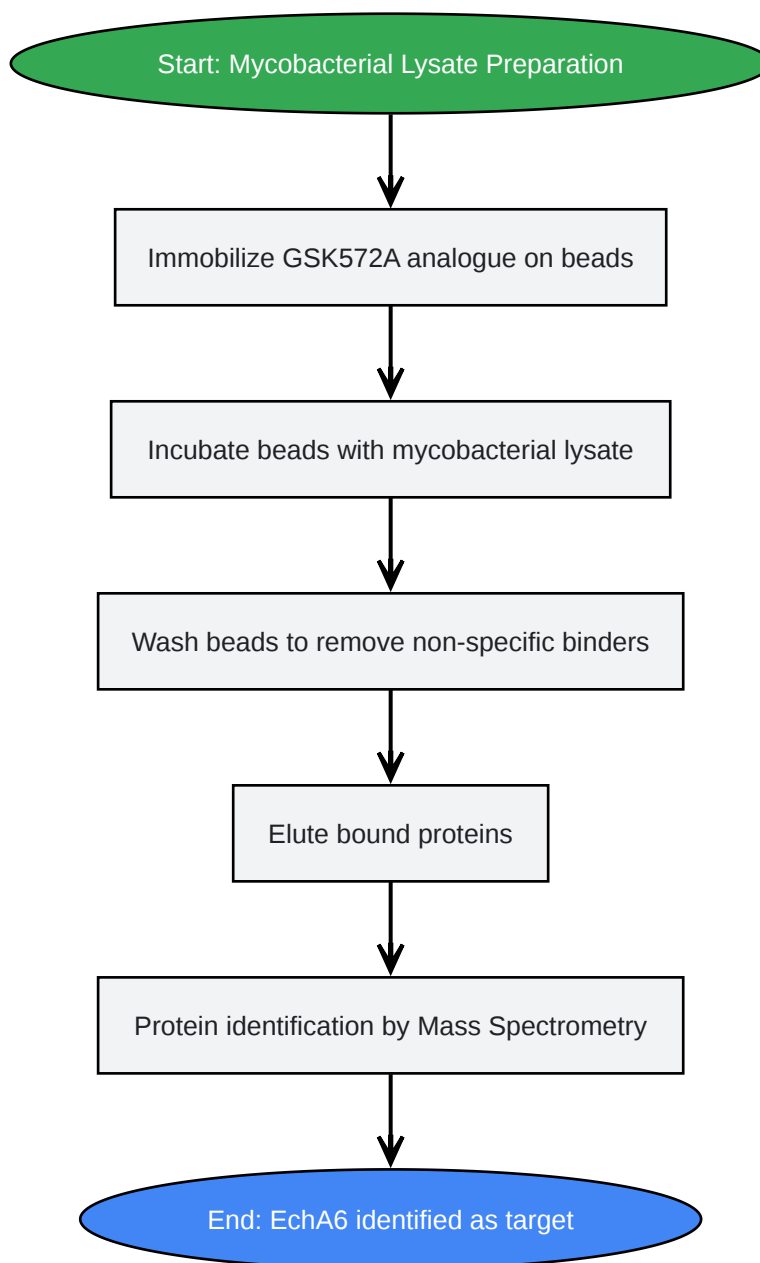 Start: Mycobacterial Lysate Preparation
Immobilize GSK572A analogue on beads
Incubate beads with mycobacterial lysate
Wash beads to remove non-specific binders
Elute bound proteins
Protein identification by Mass Spectrometry
End: EchA6 identified as target